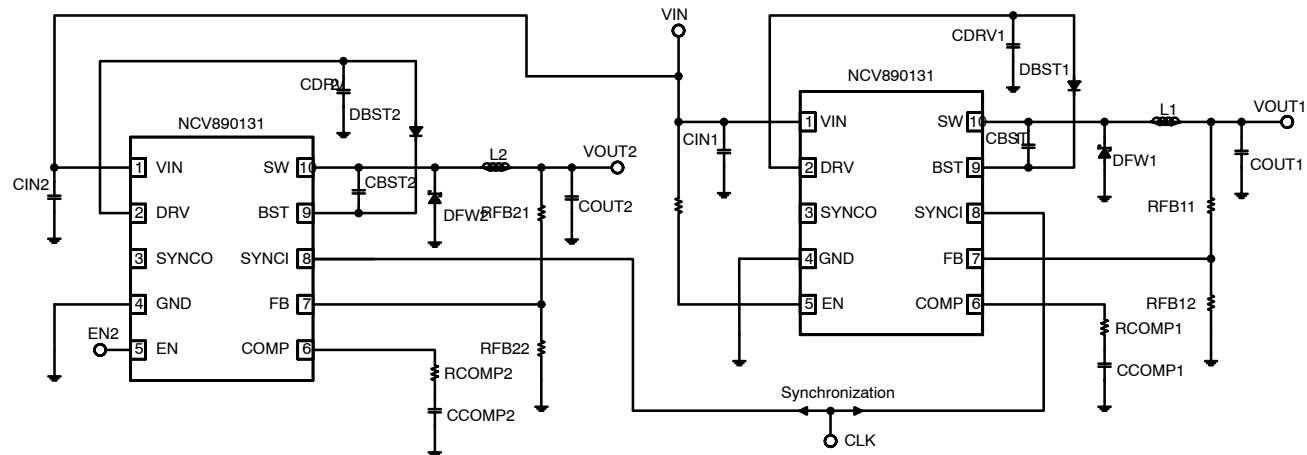 VIN
CDRV1
DBST1
NCV890131
1 VIN
2 DRV
3 SYNCO
4 GND
5 EN
SW 10
BST 9
SYNCI 8
FB 7
COMP 6
CIN1
CBST1
DFW1
L1
VOUT1
COUT1
RFB11
RFB12
RCOMP1
CCOMP1
CDRV2
DBST2
NCV890131
1 VIN
2 DRV
3 SYNCO
4 GND
5 EN
SW 10
BST 9
SYNCI 8
FB 7
COMP 6
CIN2
EN2
CBST2
DFW2
L2
VOUT2
COUT2
RFB21
RFB22
RCOMP2
CCOMP2
Synchronization
CLK